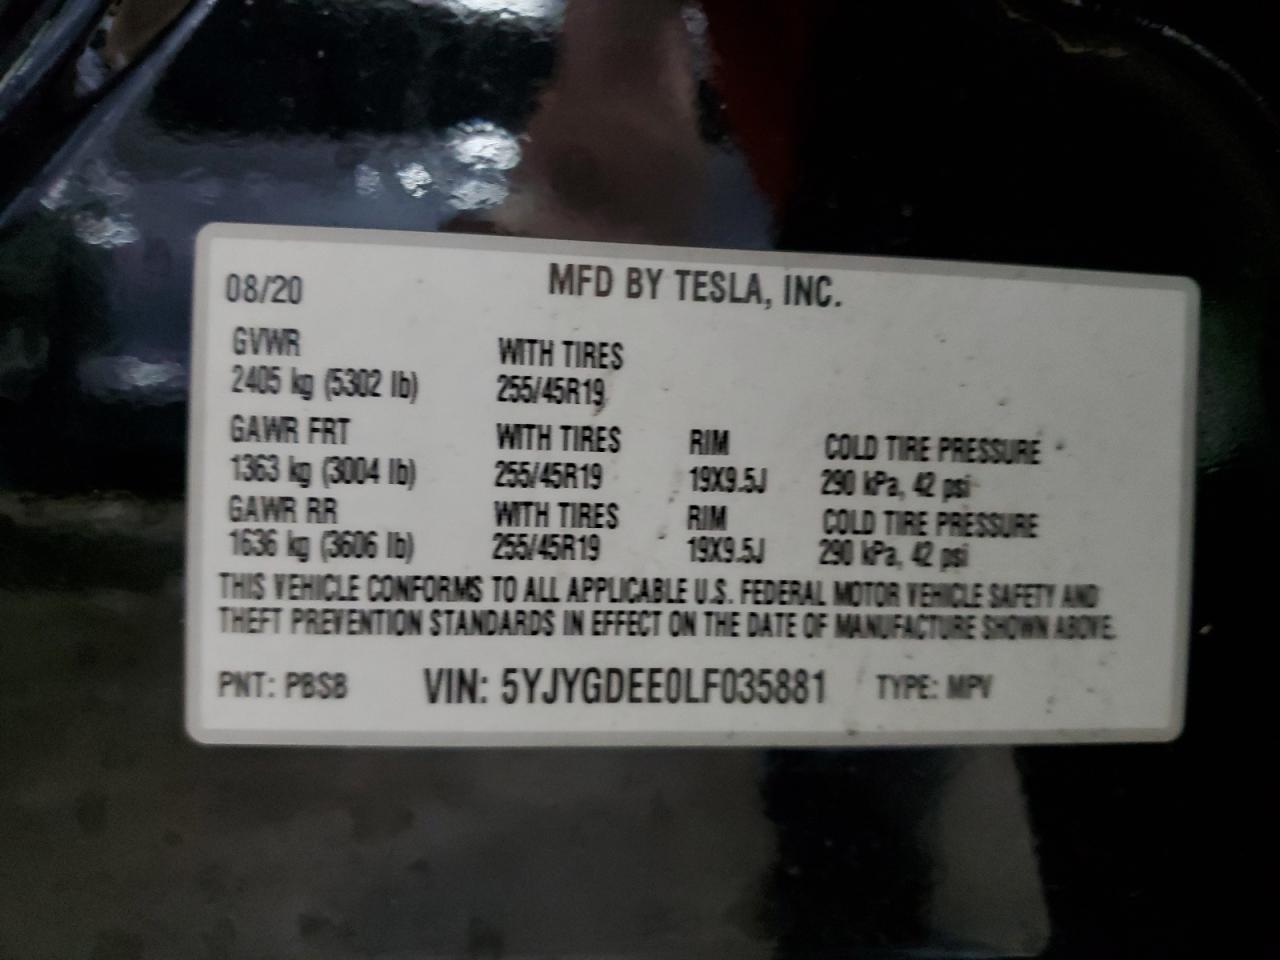 08/20 MFD BY TESLA, INC.
GVWR WITH TIRES
2405 kg (5302 lb) 255/45R19
GAWR FRT WITH TIRES RIM COLD TIRE PRESSURE
1363 kg (3004 lb) 255/45R19 19X9.5J 290 kPa, 42 psi
GAWR RR WITH TIRES RIM COLD TIRE PRESSURE
1636 kg (3606 lb) 255/45R19 19X9.5J 290 kPa, 42 psi
THIS VEHICLE CONFORMS TO ALL APPLICABLE U.S. FEDERAL MOTOR VEHICLE SAFETY AND
THEFT PREVENTION STANDARDS IN EFFECT ON THE DATE OF MANUFACTURE SHOWN ABOVE.
PNT: PBSB VIN: 5YJYGDEE0LF035881 TYPE: MPV